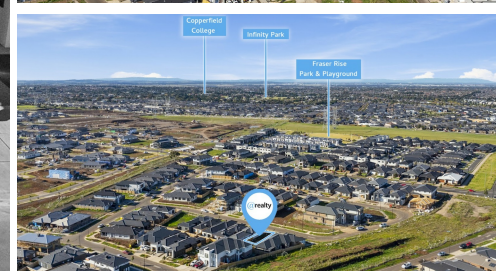 Copperfield
College
Infinity Park
Fraser Rise
Park & Playground
realty